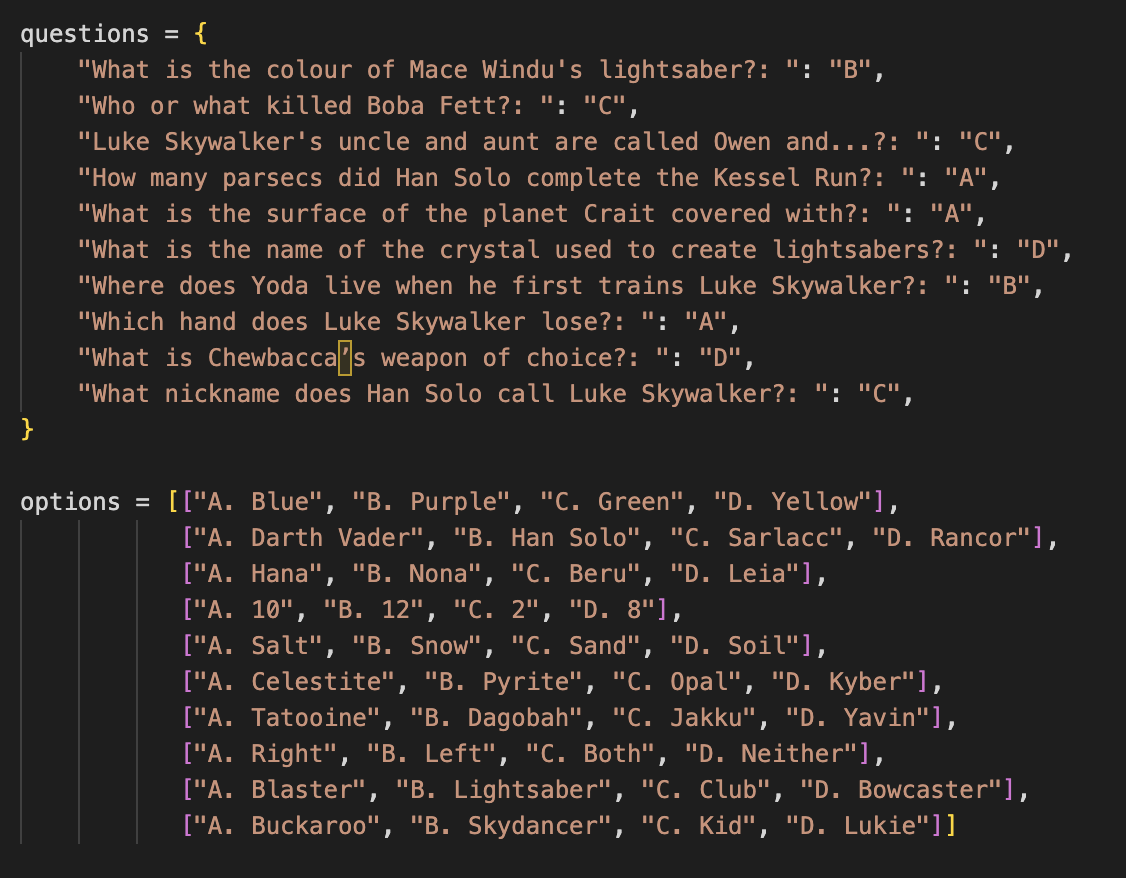 questions = {
"What is the colour of Mace Windu's lightsaber?: ": "B",
"Who or what killed Boba Fett?: ": "C",
"Luke Skywalker's uncle and aunt are called Owen and...?: ": "C",
"How many parsecs did Han Solo complete the Kessel Run?: ": "A",
"What is the surface of the planet Crait covered with?: ": "A",
"What is the name of the crystal used to create lightsabers?: ": "D",
"Where does Yoda live when he first trains Luke Skywalker?: ": "B",
"Which hand does Luke Skywalker lose?: ": "A",
"What is Chewbacca’s weapon of choice?: ": "D",
"What nickname does Han Solo call Luke Skywalker?: ": "C",
}
options = [["A. Blue", "B. Purple", "C. Green", "D. Yellow"],
["A. Darth Vader", "B. Han Solo", "C. Sarlacc", "D. Rancor"],
["A. Hana", "B. Nona", "C. Beru", "D. Leia"],
["A. 10", "B. 12", "C. 2", "D. 8"],
["A. Salt", "B. Snow", "C. Sand", "D. Soil"],
["A. Celestite", "B. Pyrite", "C. Opal", "D. Kyber"],
["A. Tatooine", "B. Dagobah", "C. Jakku", "D. Yavin"],
["A. Right", "B. Left", "C. Both", "D. Neither"],
["A. Blaster", "B. Lightsaber", "C. Club", "D. Bowcaster"],
["A. Buckaroo", "B. Skydancer", "C. Kid", "D. Lukie"]]